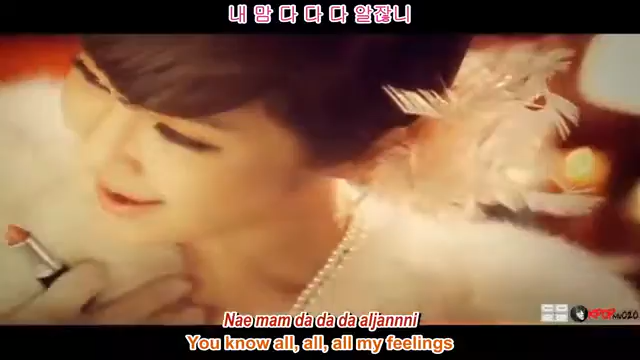 내 맘 다 다 다 알잖니
Nae mam da da da aljannni
You know all, all, all my feelings
KPOPMV020